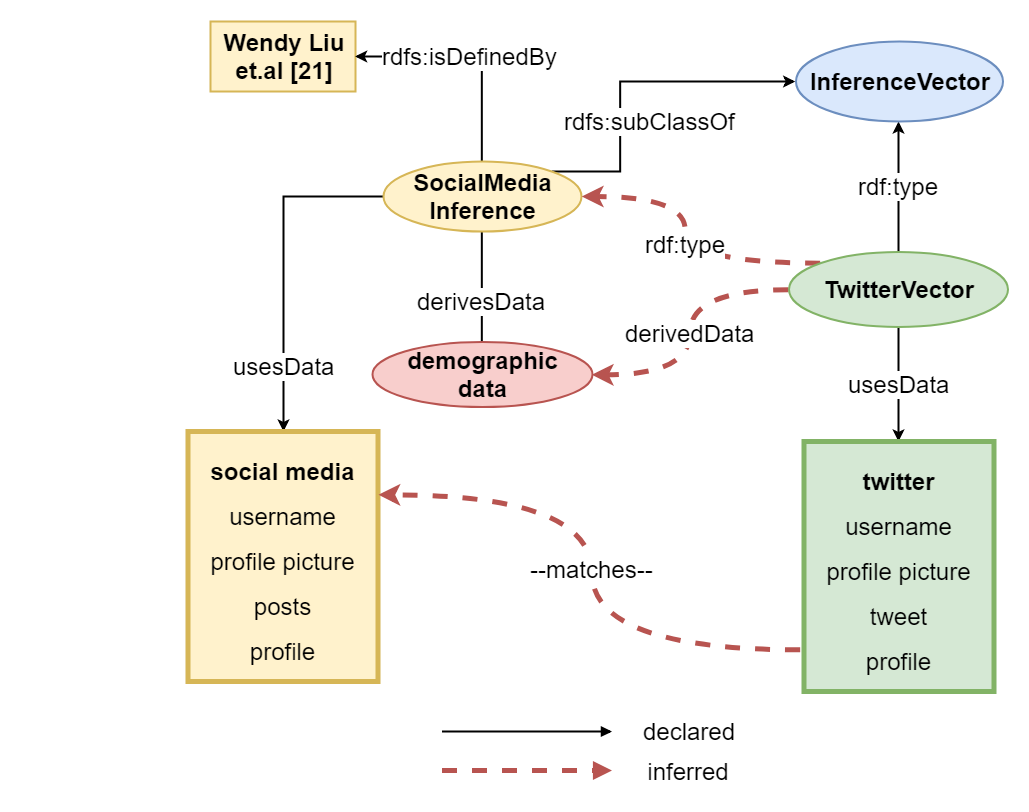 Wendy Liu
et.al [21]
rdfs:isDefinedBy
InferenceVector
rdfs:subClassOf
SocialMedia
Inference
rdf:type
rdf:type
TwitterVector
derivesData
derivedData
demographic
data
usesData
usesData
social media
username
profile picture
posts
profile
twitter
username
profile picture
tweet
profile
--matches--
declared
inferred